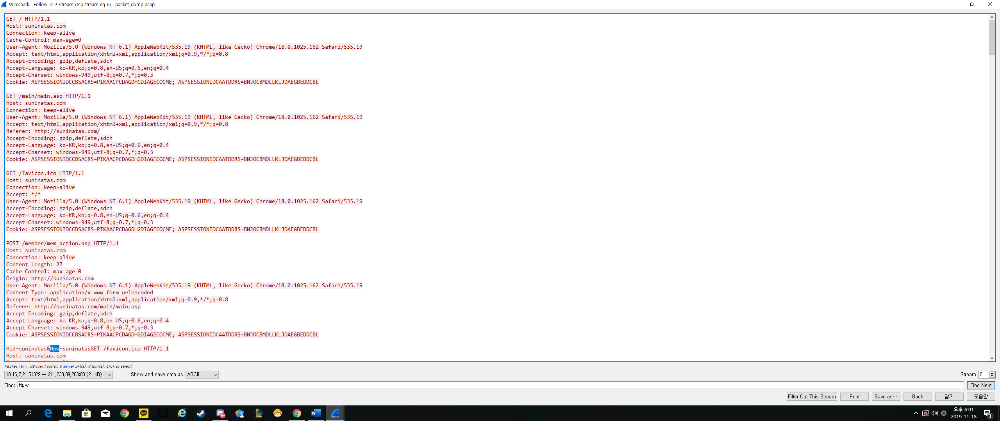 Wireshark · Follow TCP Stream (tcp.stream eq 6) · packet_dump.pcap
GET / HTTP/1.1
Host: suninatas.com
Connection: keep-alive
Cache-Control: max-age=0
User-Agent: Mozilla/5.0 (Windows NT 6.1) AppleWebKit/535.19 (KHTML, like Gecko) Chrome/18.0.1025.162 Safari/535.19
Accept: text/html,application/xhtml+xml,application/xml;q=0.9,*/*;q=0.8
Accept-Encoding: gzip,deflate,sdch
Accept-Language: ko-KR,ko;q=0.8,en-US;q=0.6,en;q=0.4
Accept-Charset: windows-949,utf-8;q=0.7,*;q=0.3
Cookie: ASPSESSIONIDCCBSACRS=PIKAACPCDAGDHGDIAGECOCME; ASPSESSIONIDCAATDDRS=BNJOCBMDLLKLJDAEGBEDDCBL
GET /main/main.asp HTTP/1.1
Host: suninatas.com
Connection: keep-alive
User-Agent: Mozilla/5.0 (Windows NT 6.1) AppleWebKit/535.19 (KHTML, like Gecko) Chrome/18.0.1025.162 Safari/535.19
Accept: text/html,application/xhtml+xml,application/xml;q=0.9,*/*;q=0.8
Referer: http://suninatas.com/
Accept-Encoding: gzip,deflate,sdch
Accept-Language: ko-KR,ko;q=0.8,en-US;q=0.6,en;q=0.4
Accept-Charset: windows-949,utf-8;q=0.7,*;q=0.3
Cookie: ASPSESSIONIDCCBSACRS=PIKAACPCDAGDHGDIAGECOCME; ASPSESSIONIDCAATDDRS=BNJOCBMDLLKLJDAEGBEDDCBL
GET /favicon.ico HTTP/1.1
Host: suninatas.com
Connection: keep-alive
Accept: */*
User-Agent: Mozilla/5.0 (Windows NT 6.1) AppleWebKit/535.19 (KHTML, like Gecko) Chrome/18.0.1025.162 Safari/535.19
Accept-Encoding: gzip,deflate,sdch
Accept-Language: ko-KR,ko;q=0.8,en-US;q=0.6,en;q=0.4
Accept-Charset: windows-949,utf-8;q=0.7,*;q=0.3
Cookie: ASPSESSIONIDCCBSACRS=PIKAACPCDAGDHGDIAGECOCME; ASPSESSIONIDCAATDDRS=BNJOCBMDLLKLJDAEGBEDDCBL
POST /member/mem_action.asp HTTP/1.1
Host: suninatas.com
Connection: keep-alive
Content-Length: 27
Cache-Control: max-age=0
Origin: http://suninatas.com
User-Agent: Mozilla/5.0 (Windows NT 6.1) AppleWebKit/535.19 (KHTML, like Gecko) Chrome/18.0.1025.162 Safari/535.19
Content-Type: application/x-www-form-urlencoded
Accept: text/html,application/xhtml+xml,application/xml;q=0.9,*/*;q=0.8
Referer: http://suninatas.com/main/main.asp
Accept-Encoding: gzip,deflate,sdch
Accept-Language: ko-KR,ko;q=0.8,en-US;q=0.6,en;q=0.4
Accept-Charset: windows-949,utf-8;q=0.7,*;q=0.3
Cookie: ASPSESSIONIDCCBSACRS=PIKAACPCDAGDHGDIAGECOCME; ASPSESSIONIDCAATDDRS=BNJOCBMDLLKLJDAEGBEDDCBL
Hid=suninatas&Hpw=suninatasGET /favicon.ico HTTP/1.1
Host: suninatas.com
Packet 1871. 39 client pkt(s), 0 server pkt(s), 0 turn(s). Click to select.
10.16.7.21:51329 → 211.233.89.203:80 (21 kB) Show and save data as ASCII Stream 6
Find: Hpw Find Next
Filter Out This Stream Print Save as… Back 닫기 도움말
TALK 9+ W 오후 6:01
2019-11-18 3